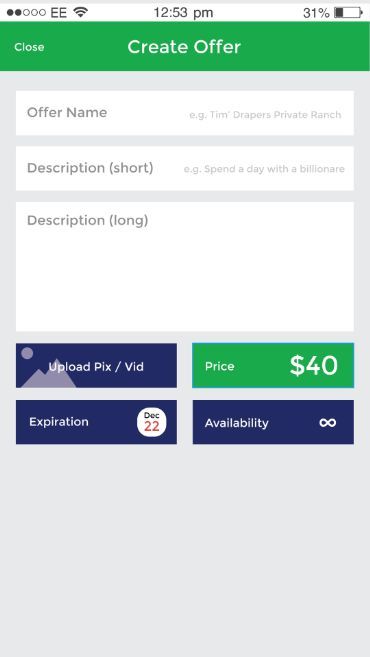 EE 12:53 pm 31%
Close Create Offer
Offer Name e.g. Tim' Drapers Private Ranch
Description (short) e.g. Spend a day with a billionare
Description (long)
Upload Pix / Vid Price $40
Expiration Dec 22 Availability ∞